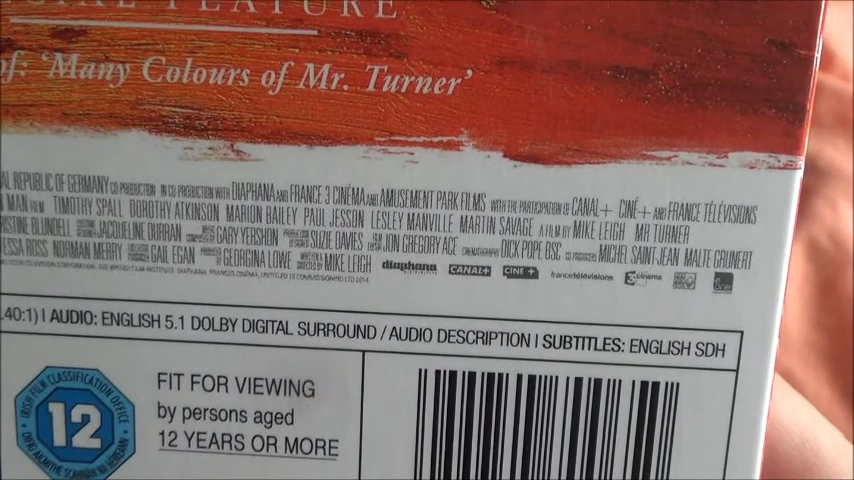 CIAL FEATURE
of: 'Many Colours of Mr. Turner'
AL REPUBLIC OF GERMANY CO PRODUCTION IN CO PRODUCTION WITH DIAPHANA AND FRANCE 3 CINÉMA AND AMUSEMENT PARK FILMS WITH THE PARTICIPATION OF CANAL+ CINÉ+ AND FRANCE TÉLÉVISIONS
TIMOTHY SPALL DOROTHY ATKINSON MARION BAILEY PAUL JESSON LESLEY MANVILLE MARTIN SAVAGE A FILM BY MIKE LEIGH MR TURNER
RISTINE BLUNDELL JACQUELINE DURRAN GARY YERSHON SUZIE DAVIES JON GREGORY ACE CINEMATOGRAPHY DICK POPE BSC MICHEL SAINT-JEAN MALTE GRUNERT
ESSA ROSS NORMAN MERRY GAIL EGAN GEORGINA LOWE MIKE LEIGH diaphana CANAL+ CINE + francetélévisions 3 cinéma
.40:1) | AUDIO: ENGLISH 5.1 DOLBY DIGITAL SURROUND / AUDIO DESCRIPTION | SUBTITLES: ENGLISH SDH
IRISH FILM CLASSIFICATION OFFICE
12
FIT FOR VIEWING
by persons aged
12 YEARS OR MORE